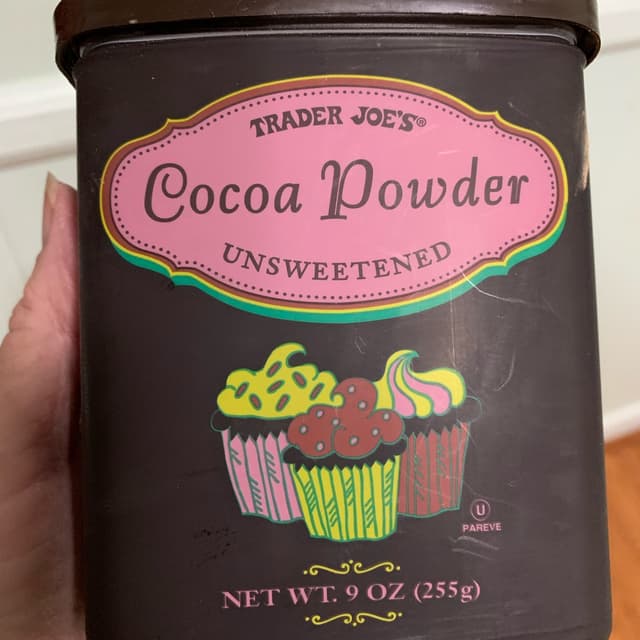 TRADER JOE'S®
Cocoa Powder
UNSWEETENED
U
PAREVE
NET WT. 9 OZ (255g)